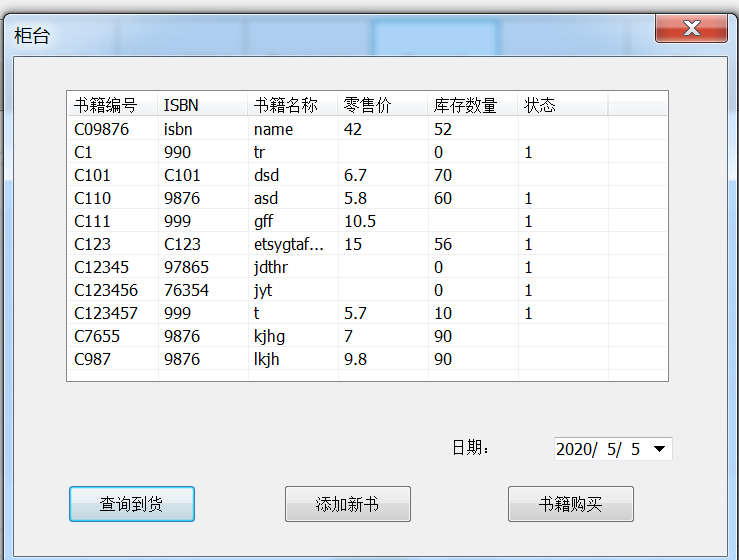 柜台
书籍编号 ISBN 书籍名称 零售价 库存数量 状态
C09876 isbn name 42 52
C1 990 tr 0 1
C101 C101 dsd 6.7 70
C110 9876 asd 5.8 60 1
C111 999 gff 10.5 1
C123 C123 etsygtaf... 15 56 1
C12345 97865 jdthr 0 1
C123456 76354 jyt 0 1
C123457 999 t 5.7 10 1
C7655 9876 kjhg 7 90
C987 9876 lkjh 9.8 90
日期: 2020/ 5/ 5
查询到货 添加新书 书籍购买